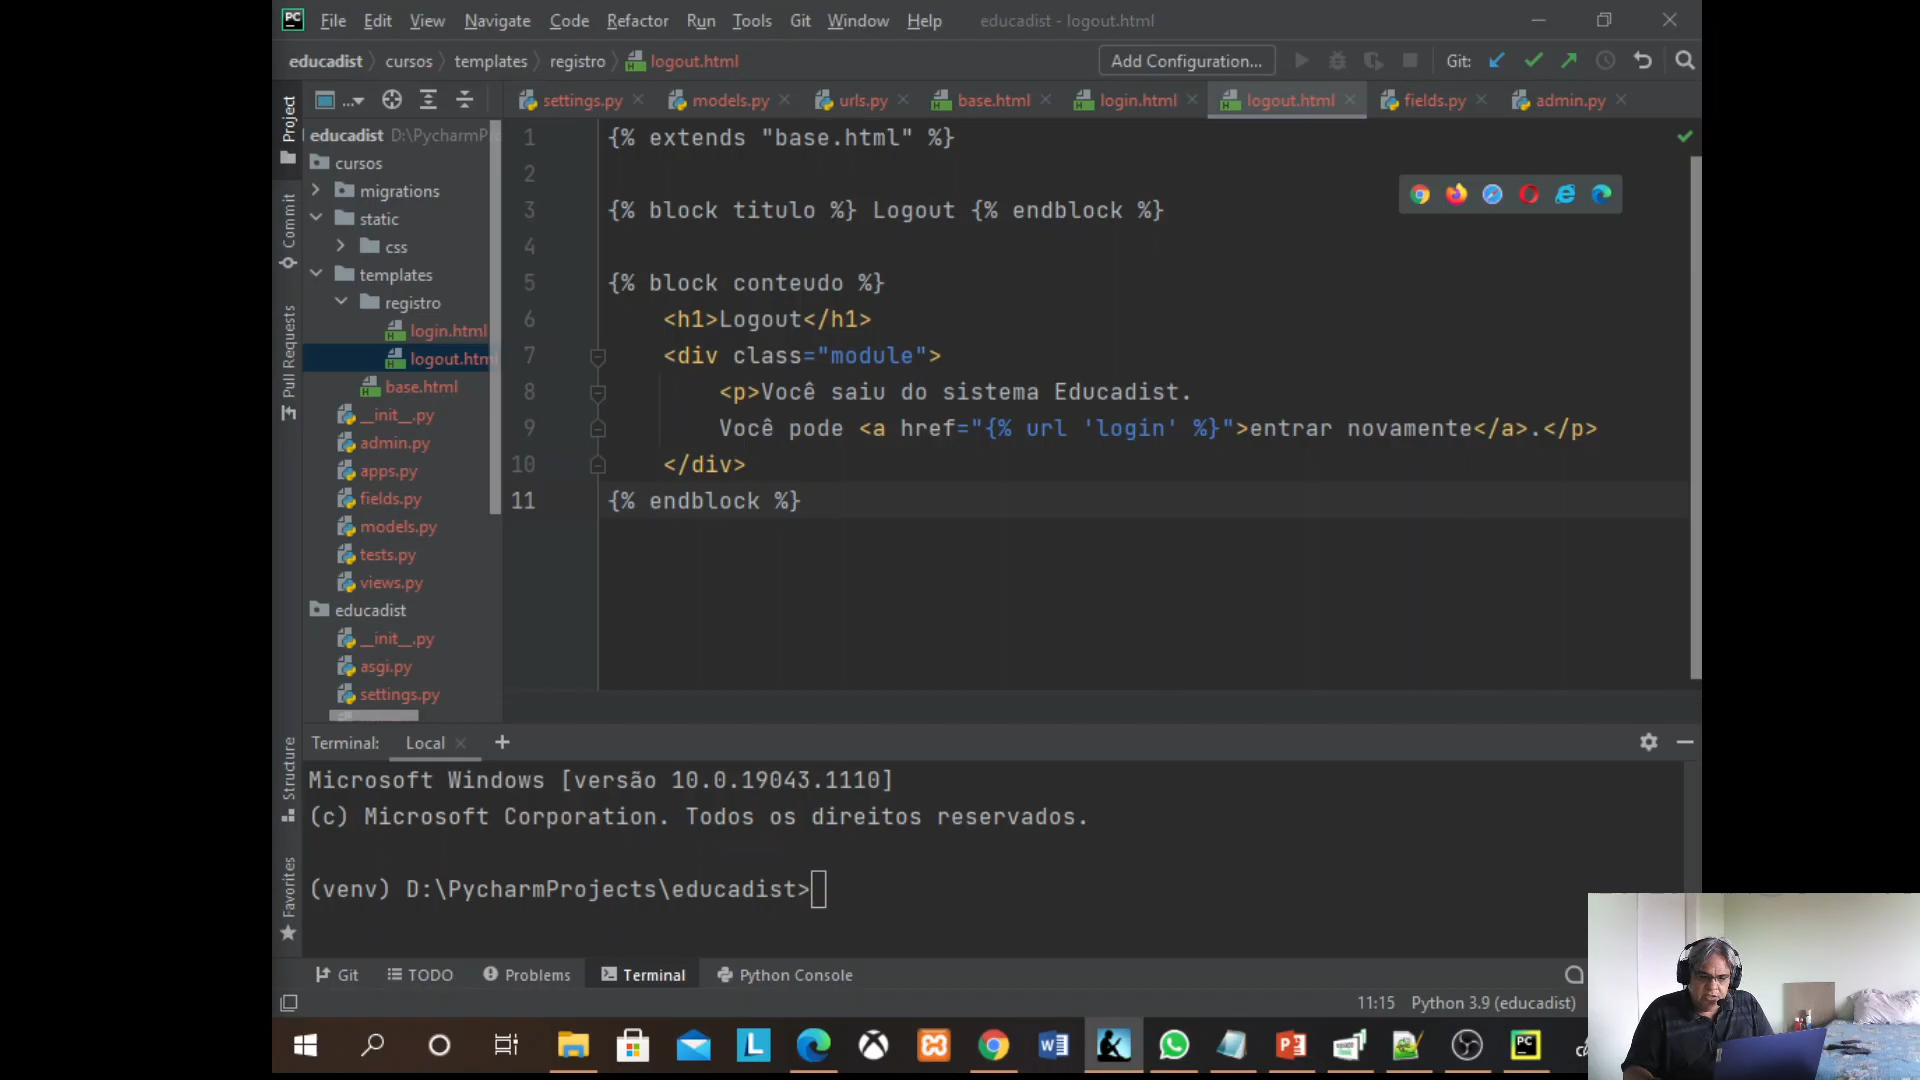 PC File Edit View Navigate Code Refactor Run Tools Git Window Help educadist - logout.html
educadist cursos templates registro logout.html Add Configuration... Git:
settings.py models.py urls.py base.html login.html logout.html fields.py admin.py
Project
Commit
Pull Requests
Structure
Favorites
educadist D:\PycharmPr
cursos
migrations
static
css
templates
registro
login.html
logout.html
base.html
__init__.py
admin.py
apps.py
fields.py
models.py
tests.py
views.py
educadist
__init__.py
asgi.py
settings.py
1 {% extends "base.html" %}
2
3 {% block titulo %} Logout {% endblock %}
4
5 {% block conteudo %}
6 <h1>Logout</h1>
7 <div class="module">
8 <p>Você saiu do sistema Educadist.
9 Você pode <a href="{% url 'login' %}">entrar novamente</a>.</p>
10 </div>
11 {% endblock %}
Terminal: Local
Microsoft Windows [versão 10.0.19043.1110]
(c) Microsoft Corporation. Todos os direitos reservados.
(venv) D:\PycharmProjects\educadist>
Git TODO Problems Terminal Python Console
11:15 Python 3.9 (educadist)